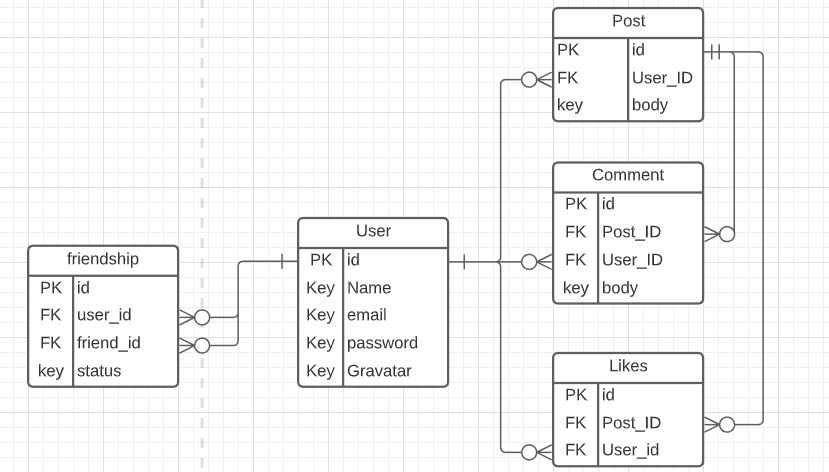 Post
PK id
FK User_ID
key body
Comment
PK id
FK Post_ID
FK User_ID
key body
User
PK id
Key Name
Key email
Key password
Key Gravatar
friendship
PK id
FK user_id
FK friend_id
key status
Likes
PK id
FK Post_ID
FK User_id